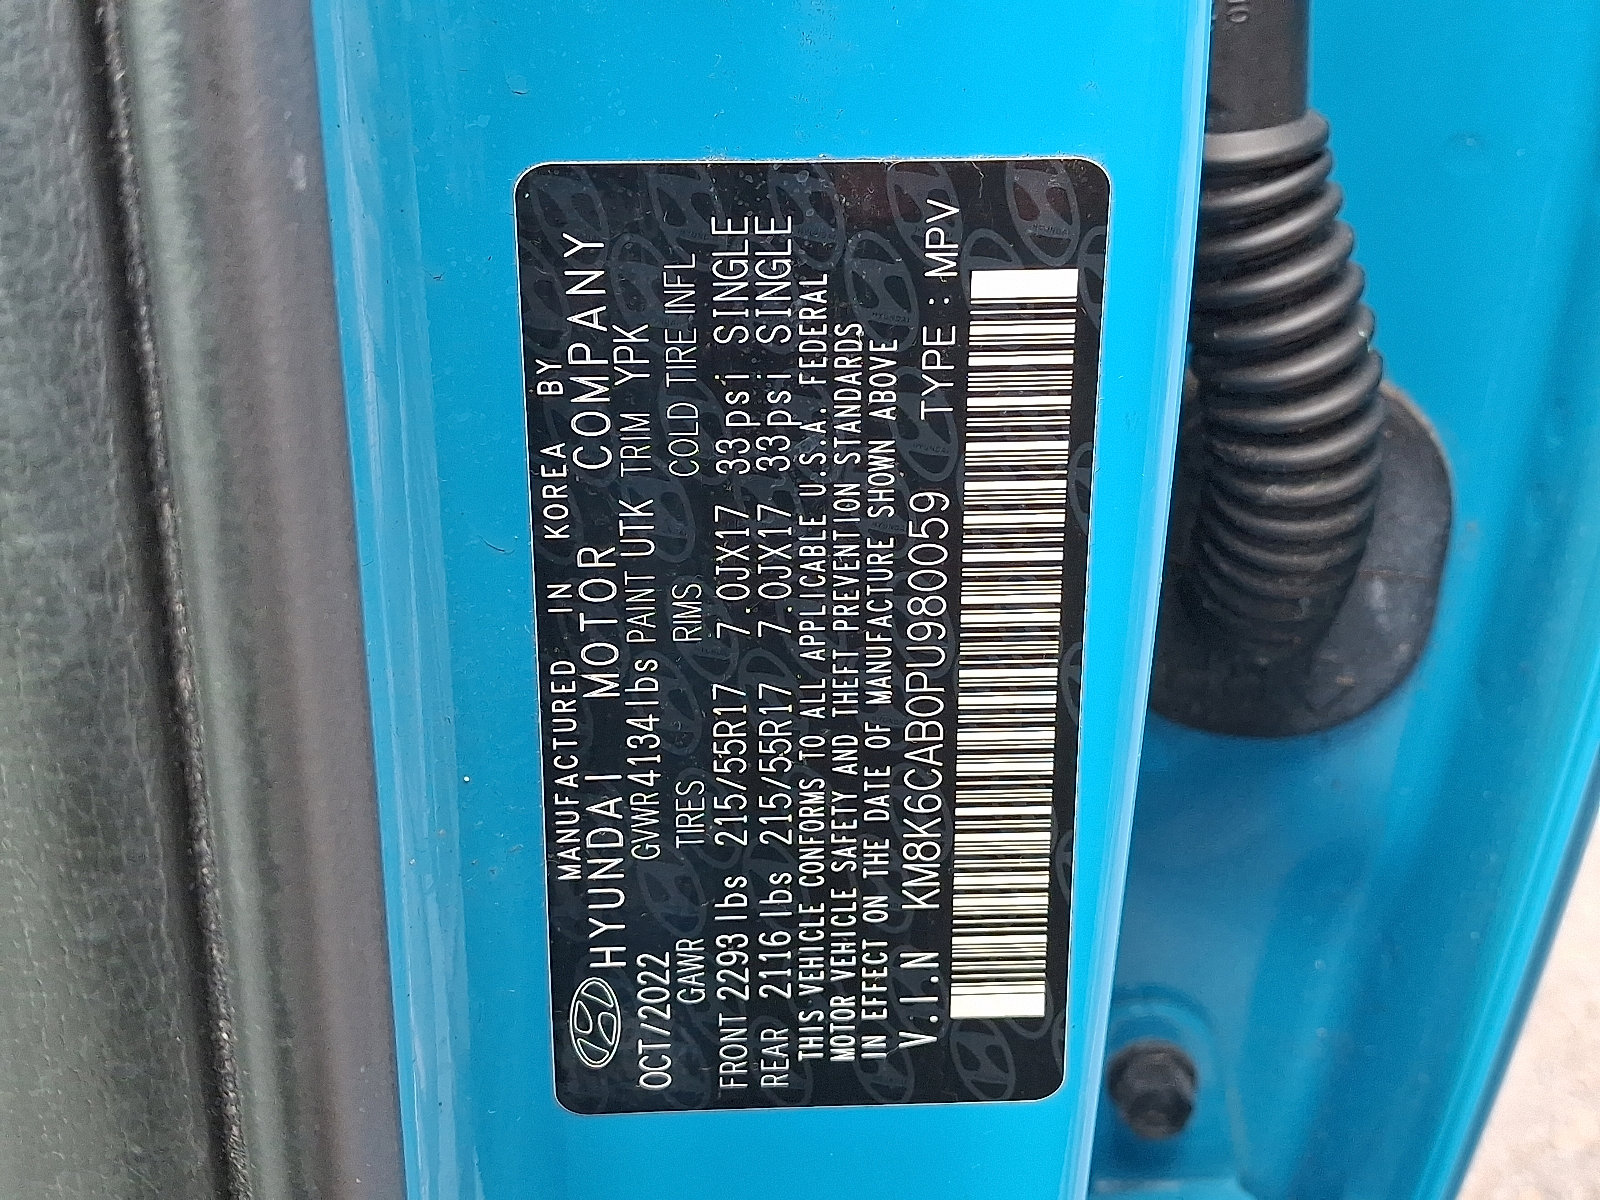 MANUFACTURED IN KOREA BY
HYUNDAI MOTOR COMPANY
OCT/2022 GVWR 4134lbs PAINT UTK TRIM YPK
GAWR TIRES RIMS COLD TIRE INFL
FRONT 2293 lbs 215/55R17 7.0JX17 33psi SINGLE
REAR 2116 lbs 215/55R17 7.0JX17 33psi SINGLE
THIS VEHICLE CONFORMS TO ALL APPLICABLE U.S.A. FEDERAL
MOTOR VEHICLE SAFETY AND THEFT PREVENTION STANDARDS
IN EFFECT ON THE DATE OF MANUFACTURE SHOWN ABOVE
V.I.N KM8K6CAB0PU980059 TYPE : MPV